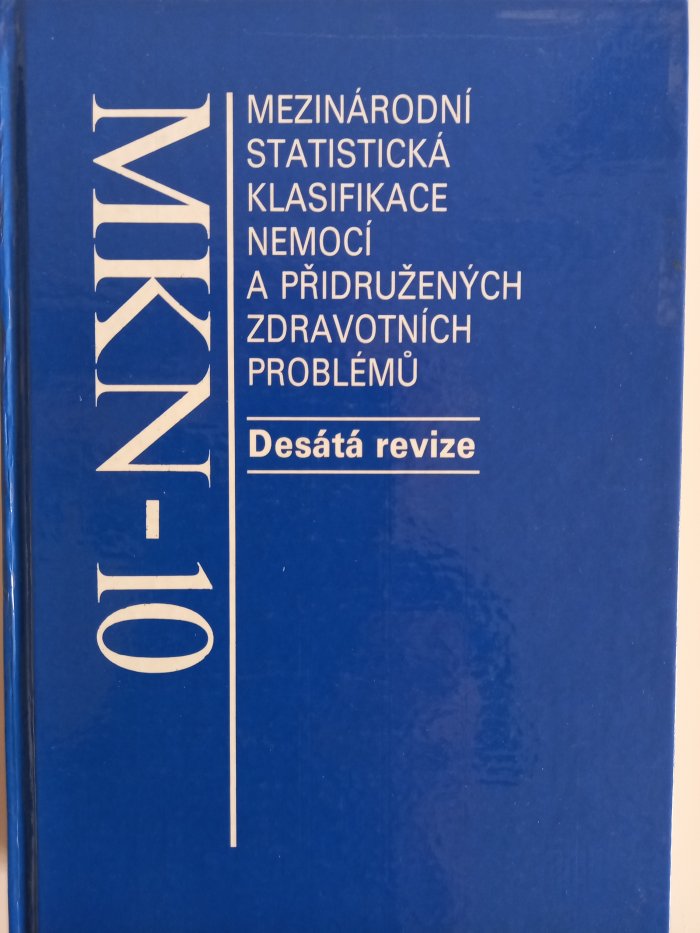 MKN-10
MEZINÁRODNÍ
STATISTICKÁ
KLASIFIKACE
NEMOCÍ
A PŘIDRUŽENÝCH
ZDRAVOTNÍCH
PROBLÉMŮ
Desátá revize